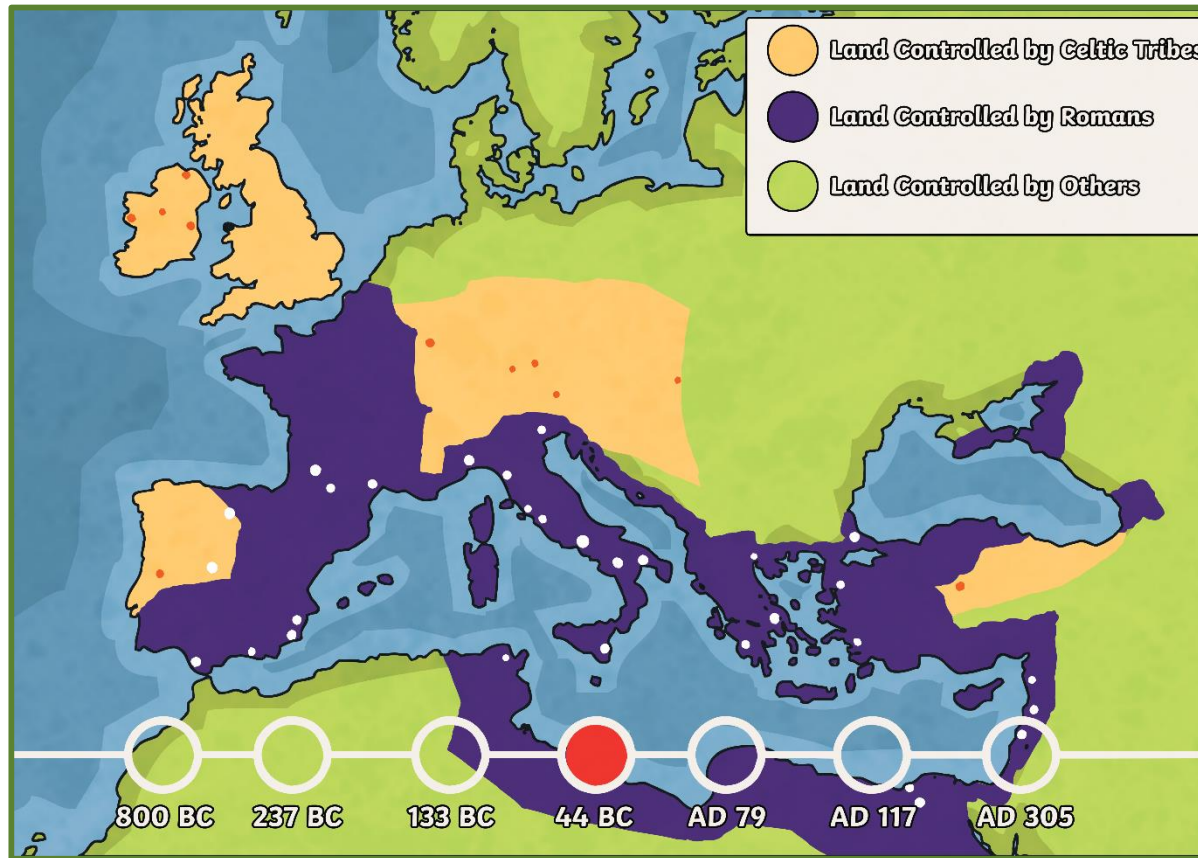 Land Controlled by Celtic Tribes
Land Controlled by Romans
Land Controlled by Others
800 BC
237 BC
133 BC
44 BC
AD 79
AD 117
AD 305